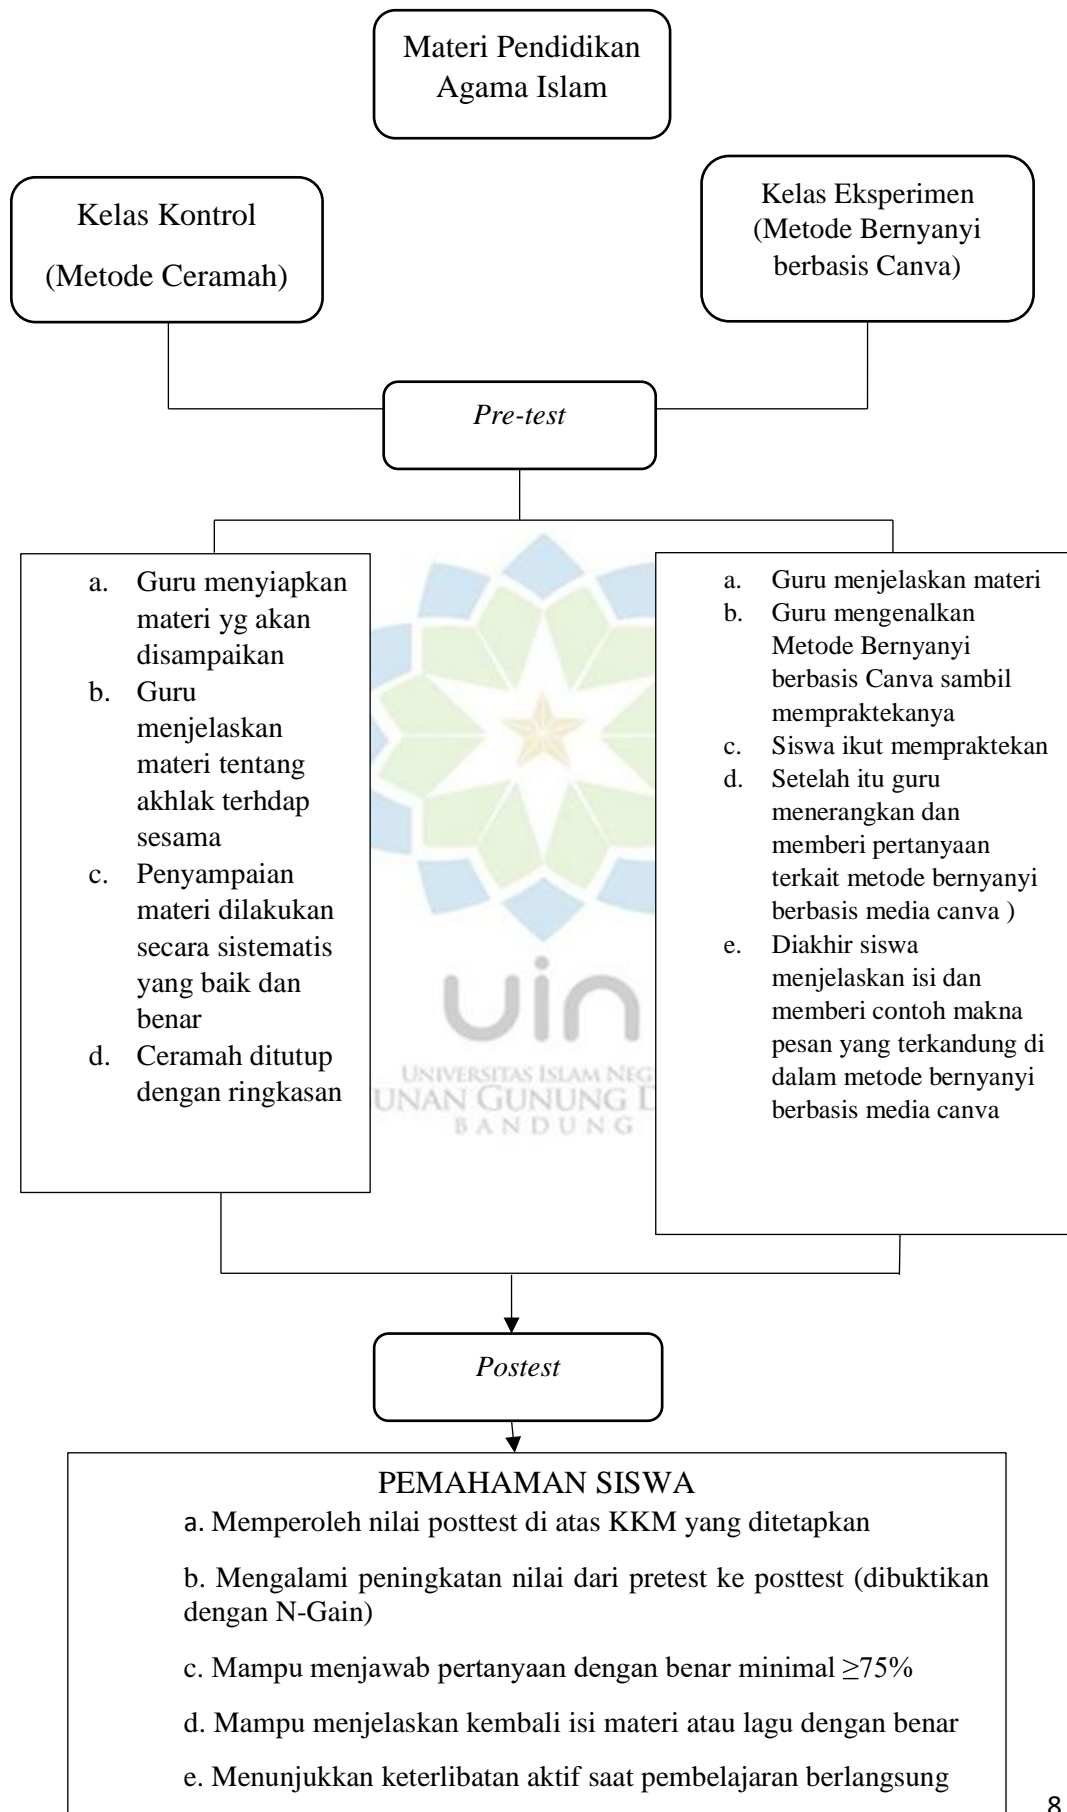 Materi Pendidikan
Agama Islam
Kelas Kontrol
(Metode Ceramah)
Kelas Eksperimen
(Metode Bernyanyi
berbasis Canva)
Pre-test
a. Guru menyiapkan
materi yg akan
disampaikan
b. Guru
menjelaskan
materi tentang
akhlak terhdap
sesama
c. Penyampaian
materi dilakukan
secara sistematis
yang baik dan
benar
d. Ceramah ditutup
dengan ringkasan
a. Guru menjelaskan materi
b. Guru mengenalkan
Metode Bernyanyi
berbasis Canva sambil
mempraktekanya
c. Siswa ikut mempraktekan
d. Setelah itu guru
menerangkan dan
memberi pertanyaan
terkait metode bernyanyi
berbasis media canva )
e. Diakhir siswa
menjelaskan isi dan
memberi contoh makna
pesan yang terkandung di
dalam metode bernyanyi
berbasis media canva
uin
UNIVERSITAS ISLAM NEG
UNAN GUNUNG D
BANDUNG
Postest
PEMAHAMAN SISWA
a. Memperoleh nilai posttest di atas KKM yang ditetapkan
b. Mengalami peningkatan nilai dari pretest ke posttest (dibuktikan
dengan N-Gain)
c. Mampu menjawab pertanyaan dengan benar minimal ≥75%
d. Mampu menjelaskan kembali isi materi atau lagu dengan benar
e. Menunjukkan keterlibatan aktif saat pembelajaran berlangsung
8